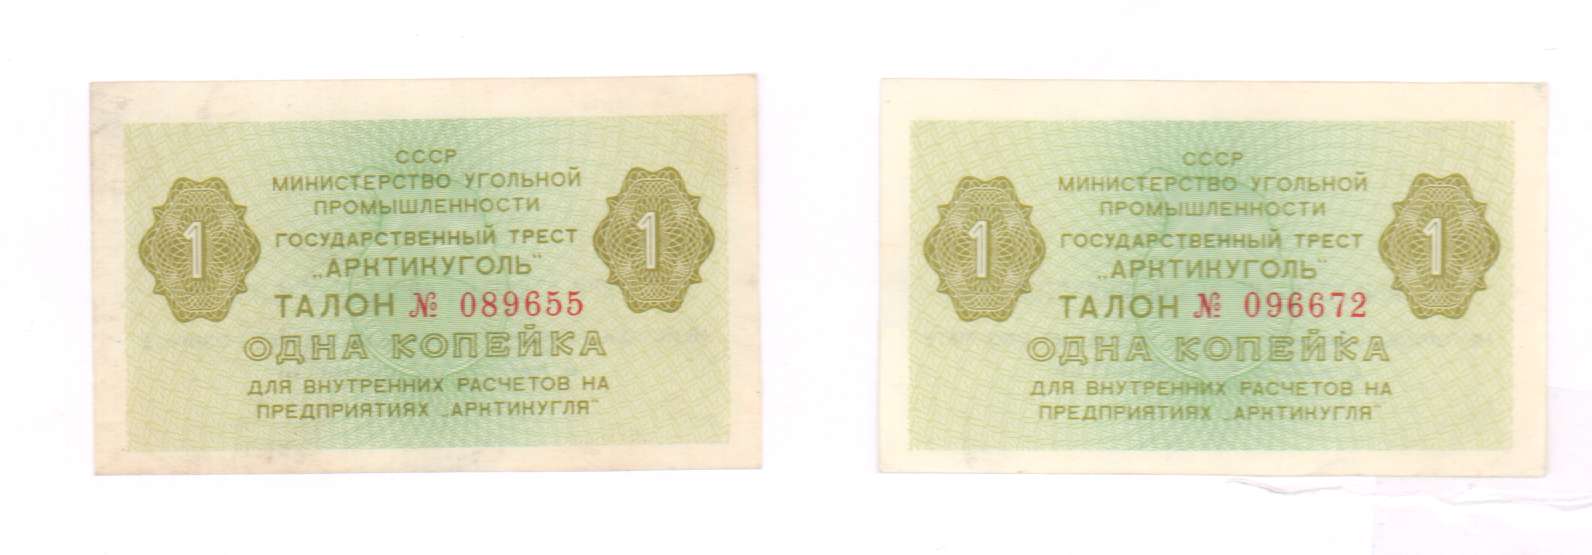 СССР
МИНИСТЕРСТВО УГОЛЬНОЙ
ПРОМЫШЛЕННОСТИ
ГОСУДАРСТВЕННЫЙ ТРЕСТ
„АРКТИКУГОЛЬ"
1 1
ТАЛОН № 089655
ОДНА КОПЕЙКА
ДЛЯ ВНУТРЕННИХ РАСЧЕТОВ НА
ПРЕДПРИЯТИЯХ „АРКТИКУГЛЯ"
СССР
МИНИСТЕРСТВО УГОЛЬНОЙ
ПРОМЫШЛЕННОСТИ
ГОСУДАРСТВЕННЫЙ ТРЕСТ
„АРКТИКУГОЛЬ"
1 1
ТАЛОН № 096672
ОДНА КОПЕЙКА
ДЛЯ ВНУТРЕННИХ РАСЧЕТОВ НА
ПРЕДПРИЯТИЯХ „АРКТИКУГЛЯ"